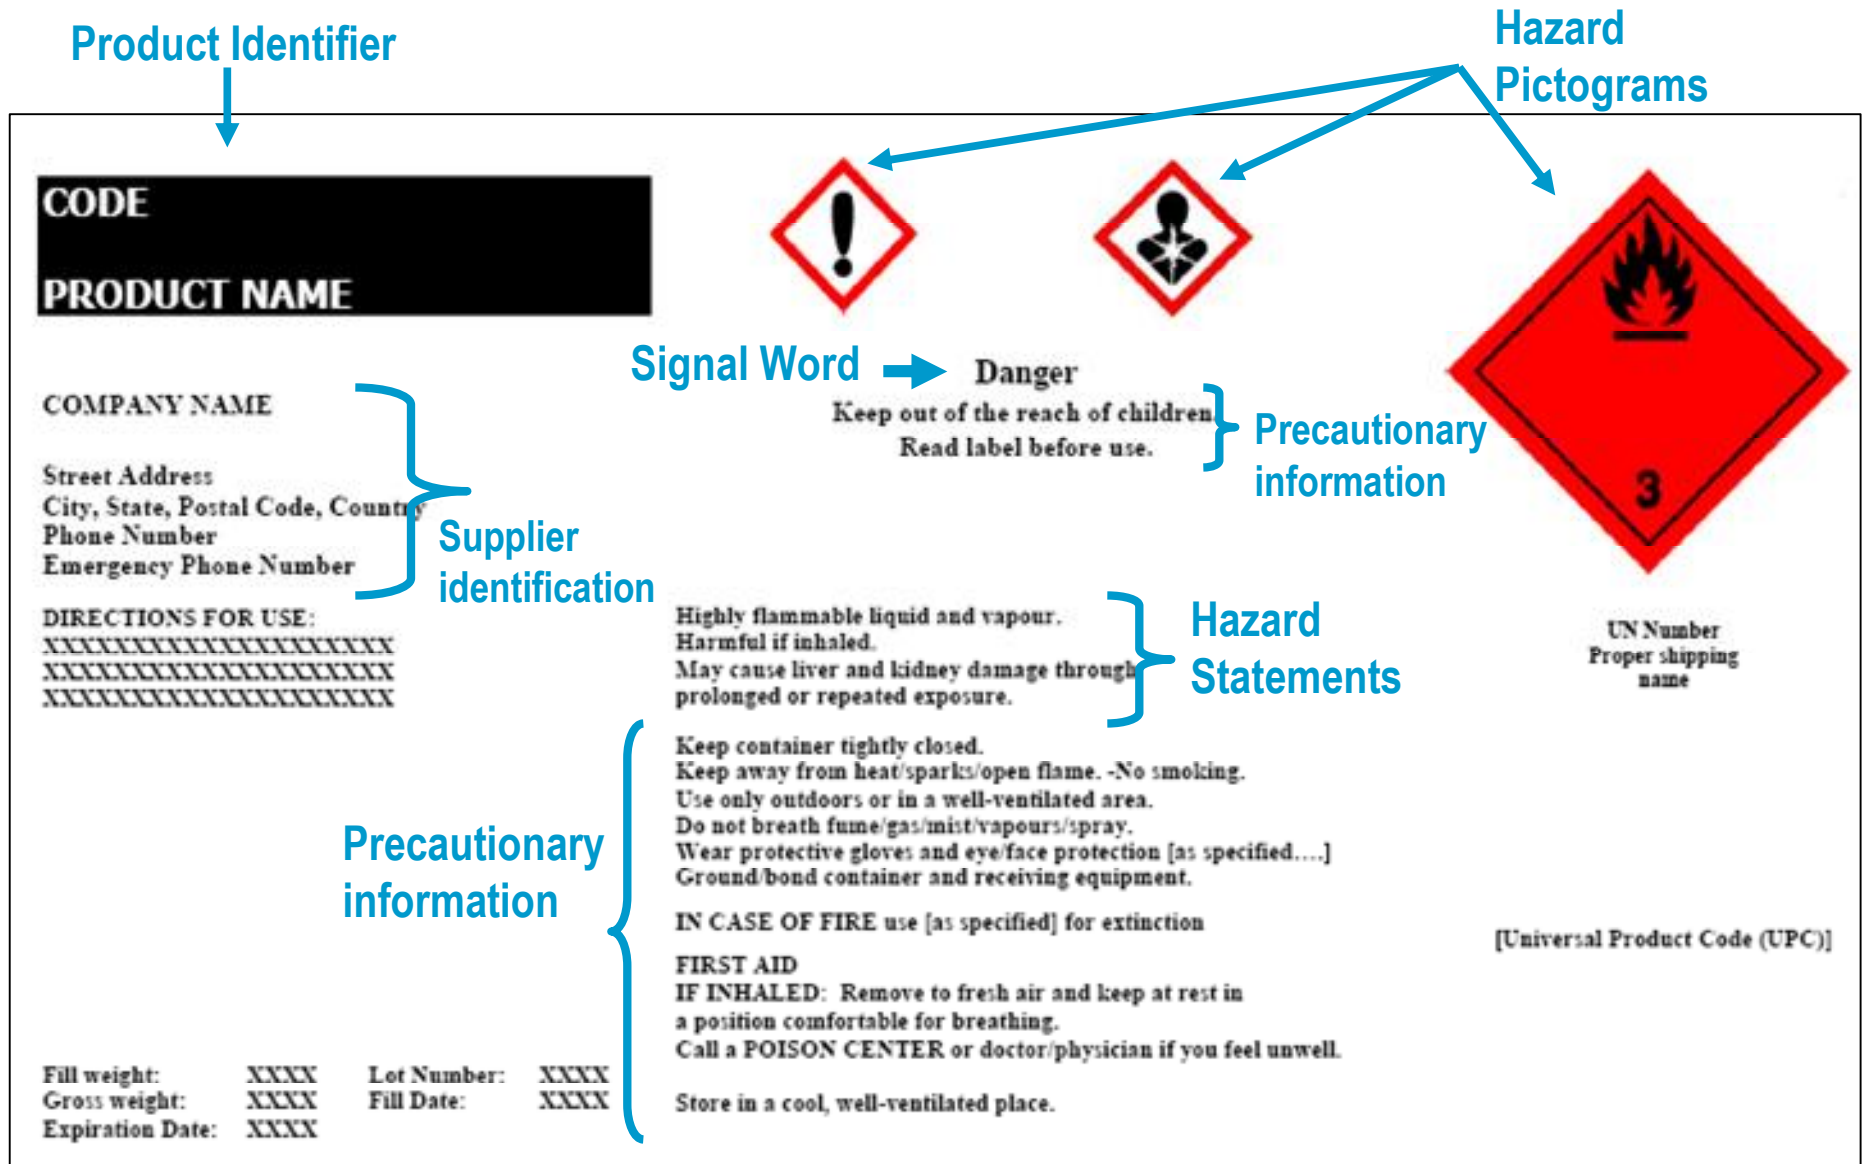 Product Identifier
Hazard
Pictograms
CODE
PRODUCT NAME
Signal Word
Danger
Keep out of the reach of children.
Read label before use.
Precautionary
information
3
COMPANY NAME
Street Address
City, State, Postal Code, Country
Phone Number
Emergency Phone Number
Supplier
identification
DIRECTIONS FOR USE:
XXXXXXXXXXXXXXXXXXXX
XXXXXXXXXXXXXXXXXXXX
XXXXXXXXXXXXXXXXXXXX
Highly flammable liquid and vapour.
Harmful if inhaled.
May cause liver and kidney damage through
prolonged or repeated exposure.
Hazard
Statements
UN Number
Proper shipping
name
Precautionary
information
Keep container tightly closed.
Keep away from heat/sparks/open flame. -No smoking.
Use only outdoors or in a well-ventilated area.
Do not breath fume/gas/mist/vapours/spray.
Wear protective gloves and eye/face protection [as specified....]
Ground/bond container and receiving equipment.
IN CASE OF FIRE use [as specified] for extinction
FIRST AID
IF INHALED: Remove to fresh air and keep at rest in
a position comfortable for breathing.
Call a POISON CENTER or doctor/physician if you feel unwell.
Store in a cool, well-ventilated place.
[Universal Product Code (UPC)]
Fill weight: XXXX Lot Number: XXXX
Gross weight: XXXX Fill Date: XXXX
Expiration Date: XXXX